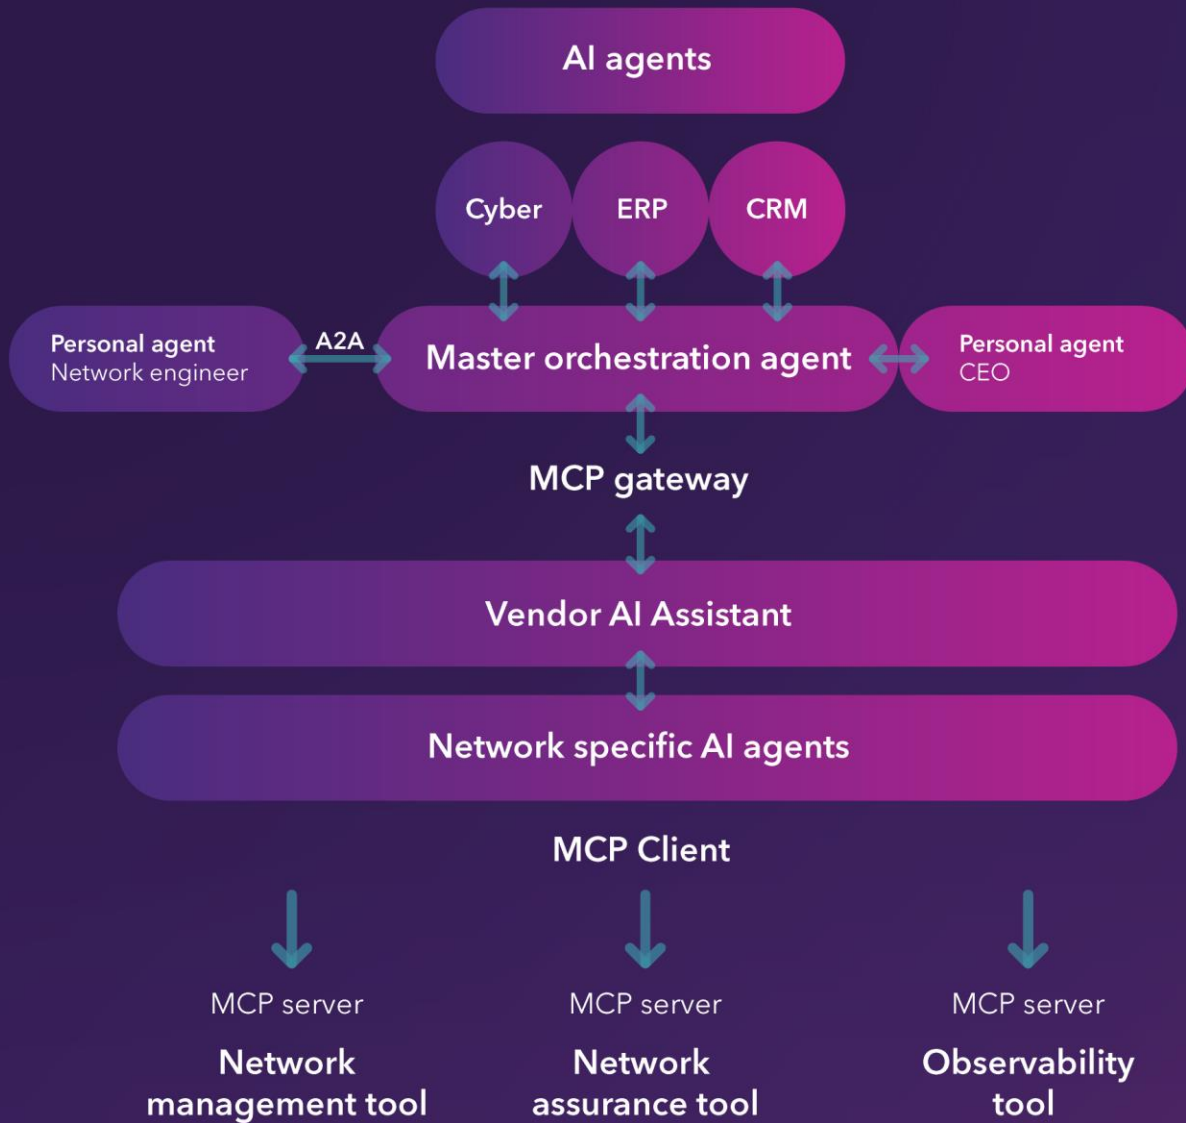 AI agents
Cyber
ERP
CRM
Personal agent
Network engineer
A2A
Master orchestration agent
Personal agent
CEO
MCP gateway
Vendor AI Assistant
Network specific AI agents
MCP Client
MCP server
Network
management tool
MCP server
Network
assurance tool
MCP server
Observability
tool